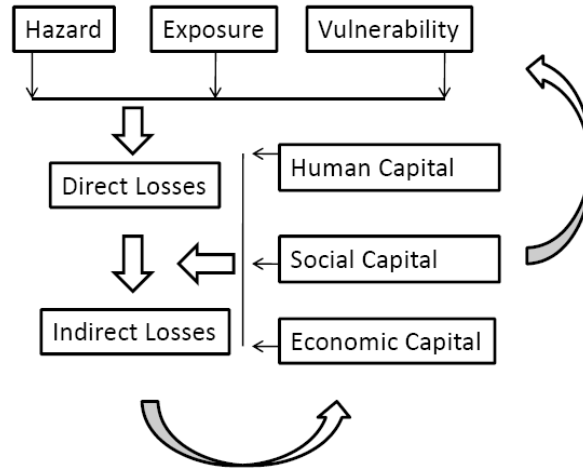 Hazard
Exposure
Vulnerability
Human Capital
Direct Losses
Social Capital
Indirect Losses
Economic Capital